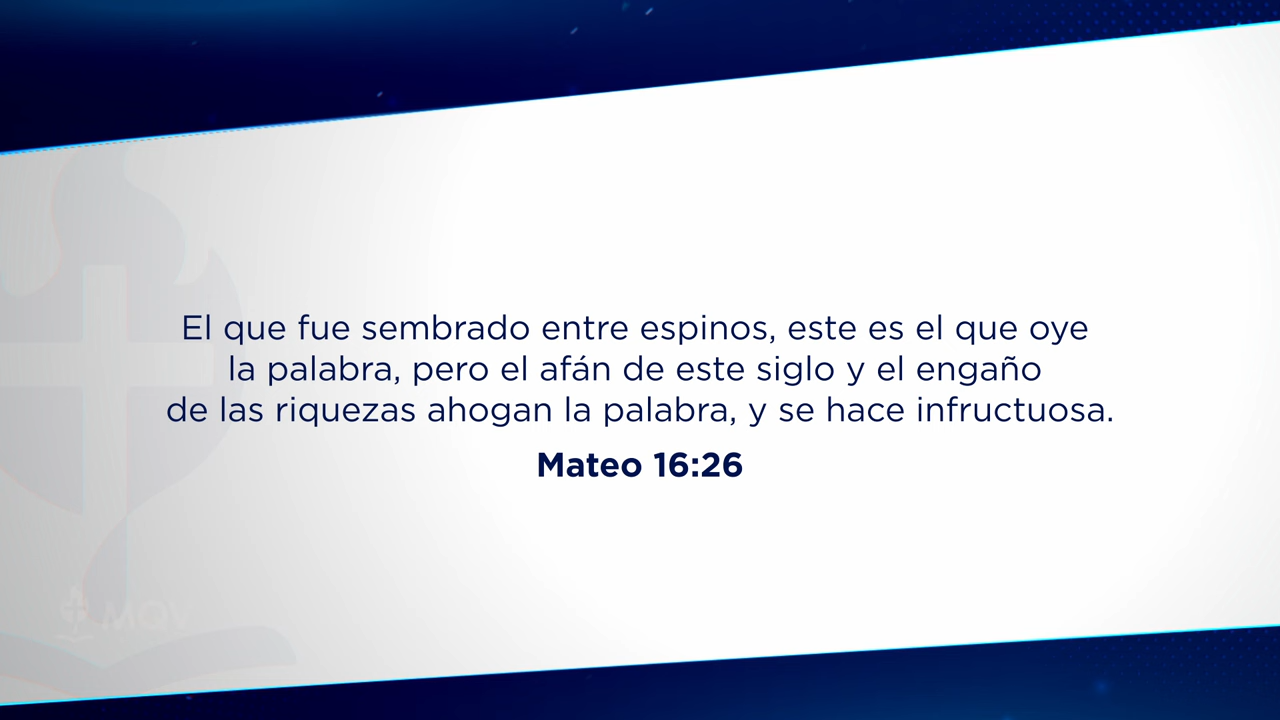 El que fue sembrado entre espinos, este es el que oye
la palabra, pero el afán de este siglo y el engaño
de las riquezas ahogan la palabra, y se hace infructuosa.
Mateo 16:26
MQV